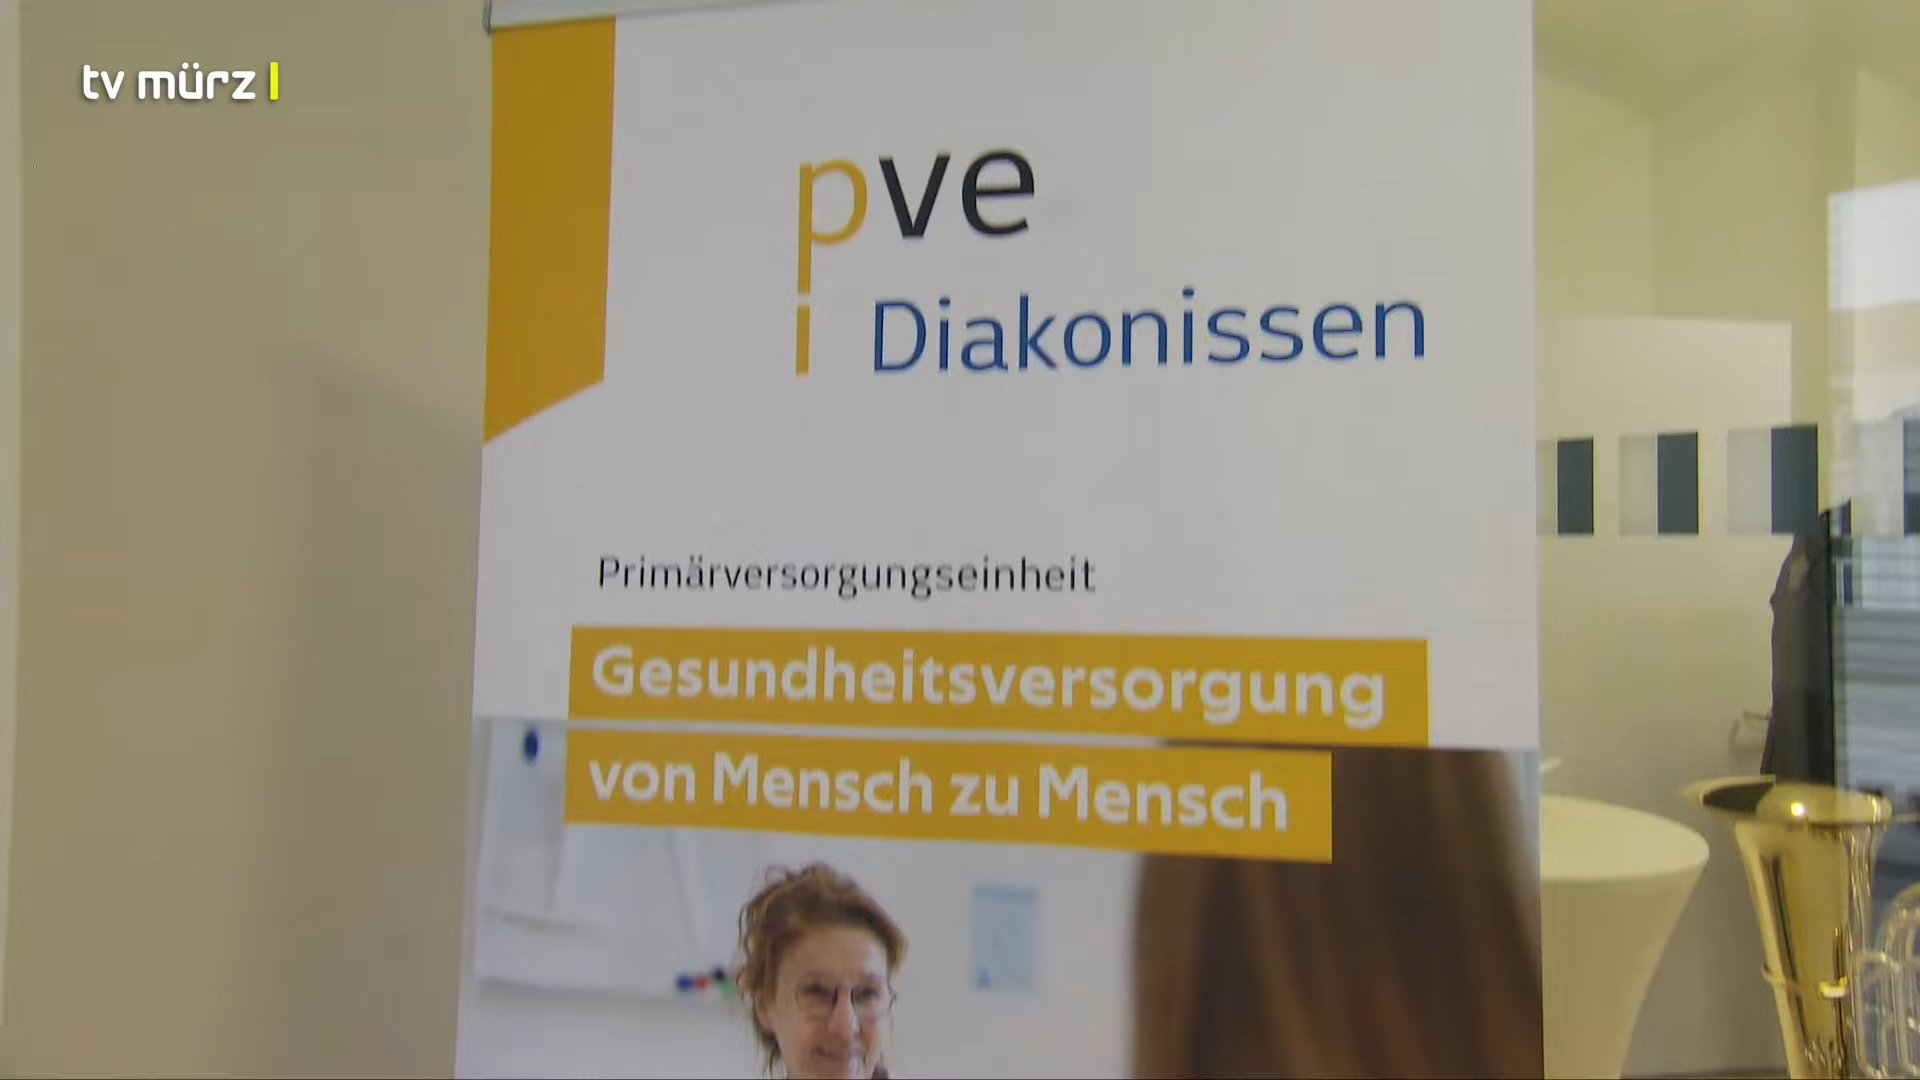 tv mürz
pve
Diakonissen
Primärversorgungseinheit
Gesundheitsversorgung
von Mensch zu Mensch